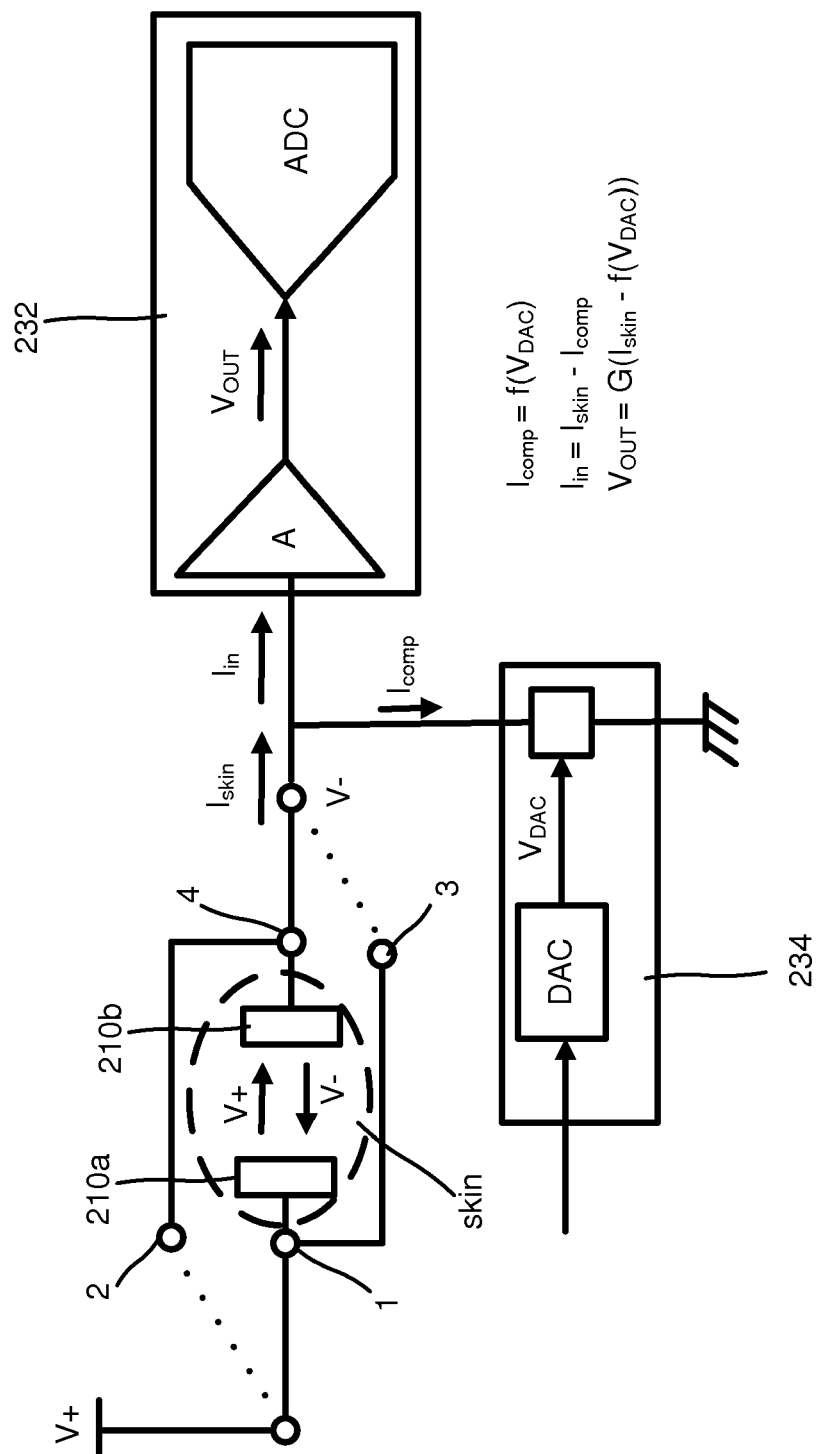 232
ADC
V_OUT
A
I_comp = f(V_DAC)
I_in = I_skin - I_comp
V_OUT = G(I_skin - f(V_DAC))
I_in
I_comp
I_skin
V-
V_DAC
DAC
234
4
3
210b
V+
V-
210a
skin
2
1
V+